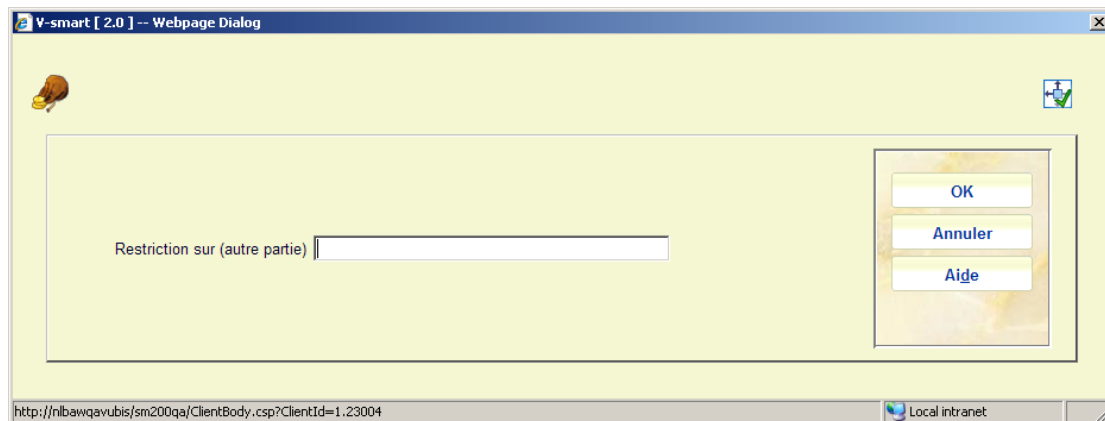 V-smart [ 2.0 ] -- Webpage Dialog
OK
Restriction sur (autre partie)
Annuler
Aide
http://nlbawqavubis/sm200qa/ClientBody.csp?ClientId=1.23004
Local intranet